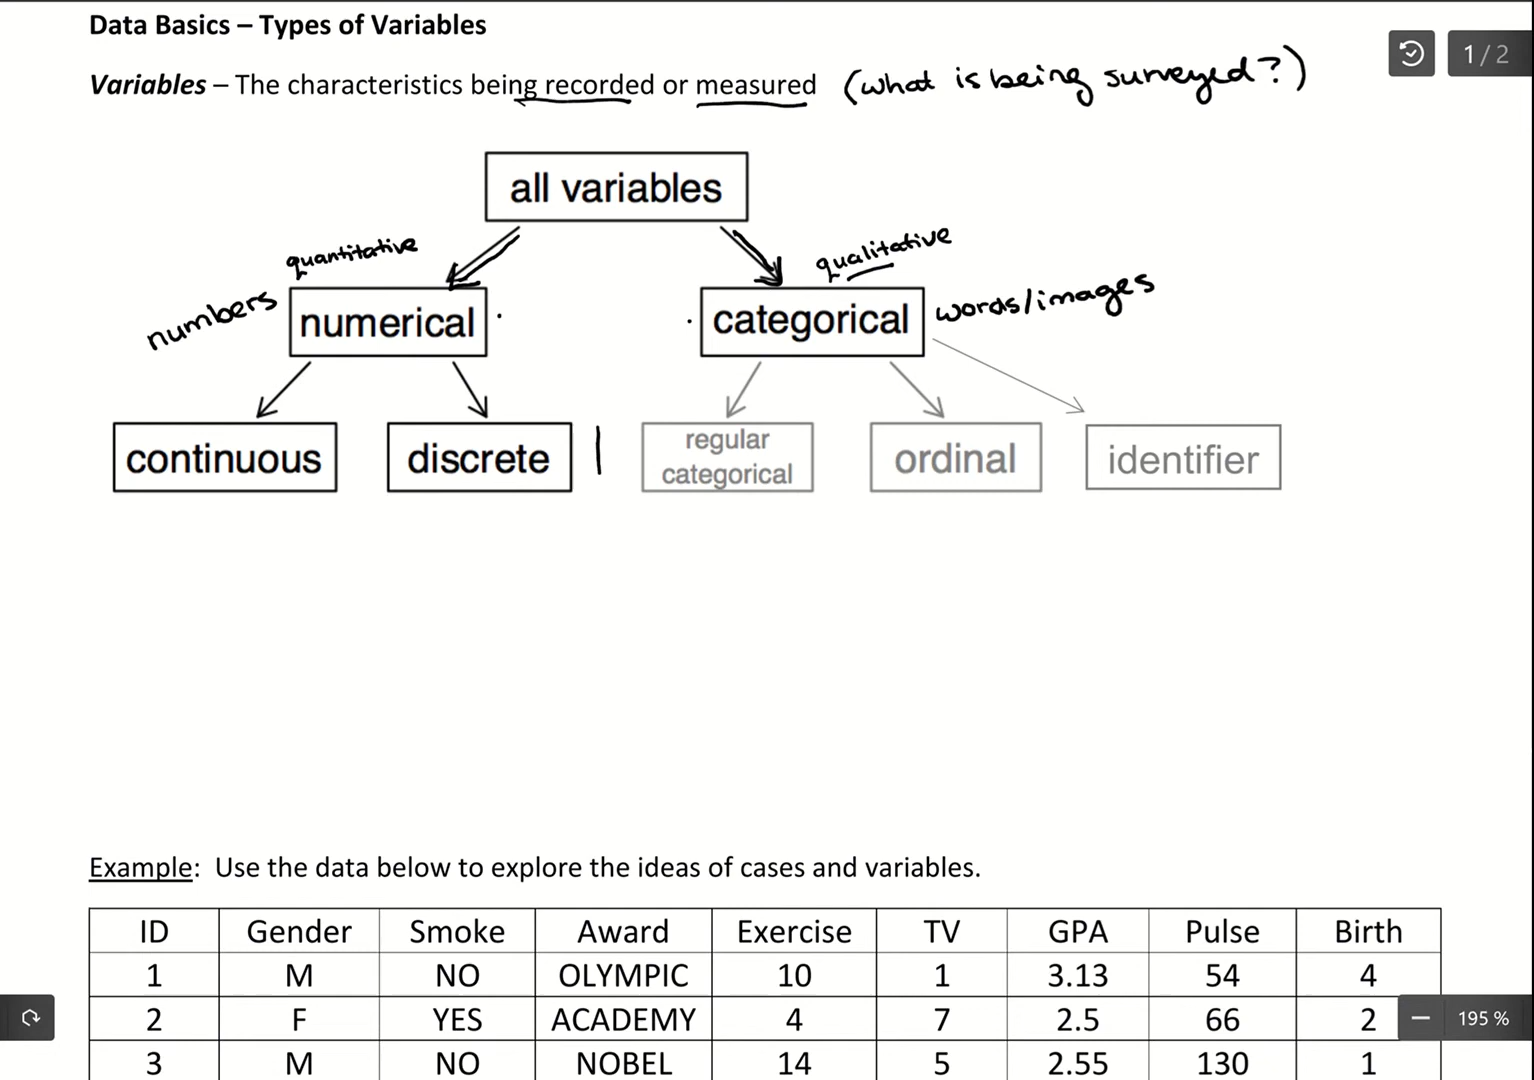 Data Basics – Types of Variables
Variables – The characteristics being recorded or measured (what is being surveyed?)
1 / 2
all variables
quantitative
qualitative
numbers
numerical
categorical
words/images
continuous
discrete
regular
categorical
ordinal
identifier
Example: Use the data below to explore the ideas of cases and variables.
ID Gender Smoke Award Exercise TV GPA Pulse Birth
1 M NO OLYMPIC 10 1 3.13 54 4
2 F YES ACADEMY 4 7 2.5 66 2
195 %
3 M NO NOBEL 14 5 2.55 130 1